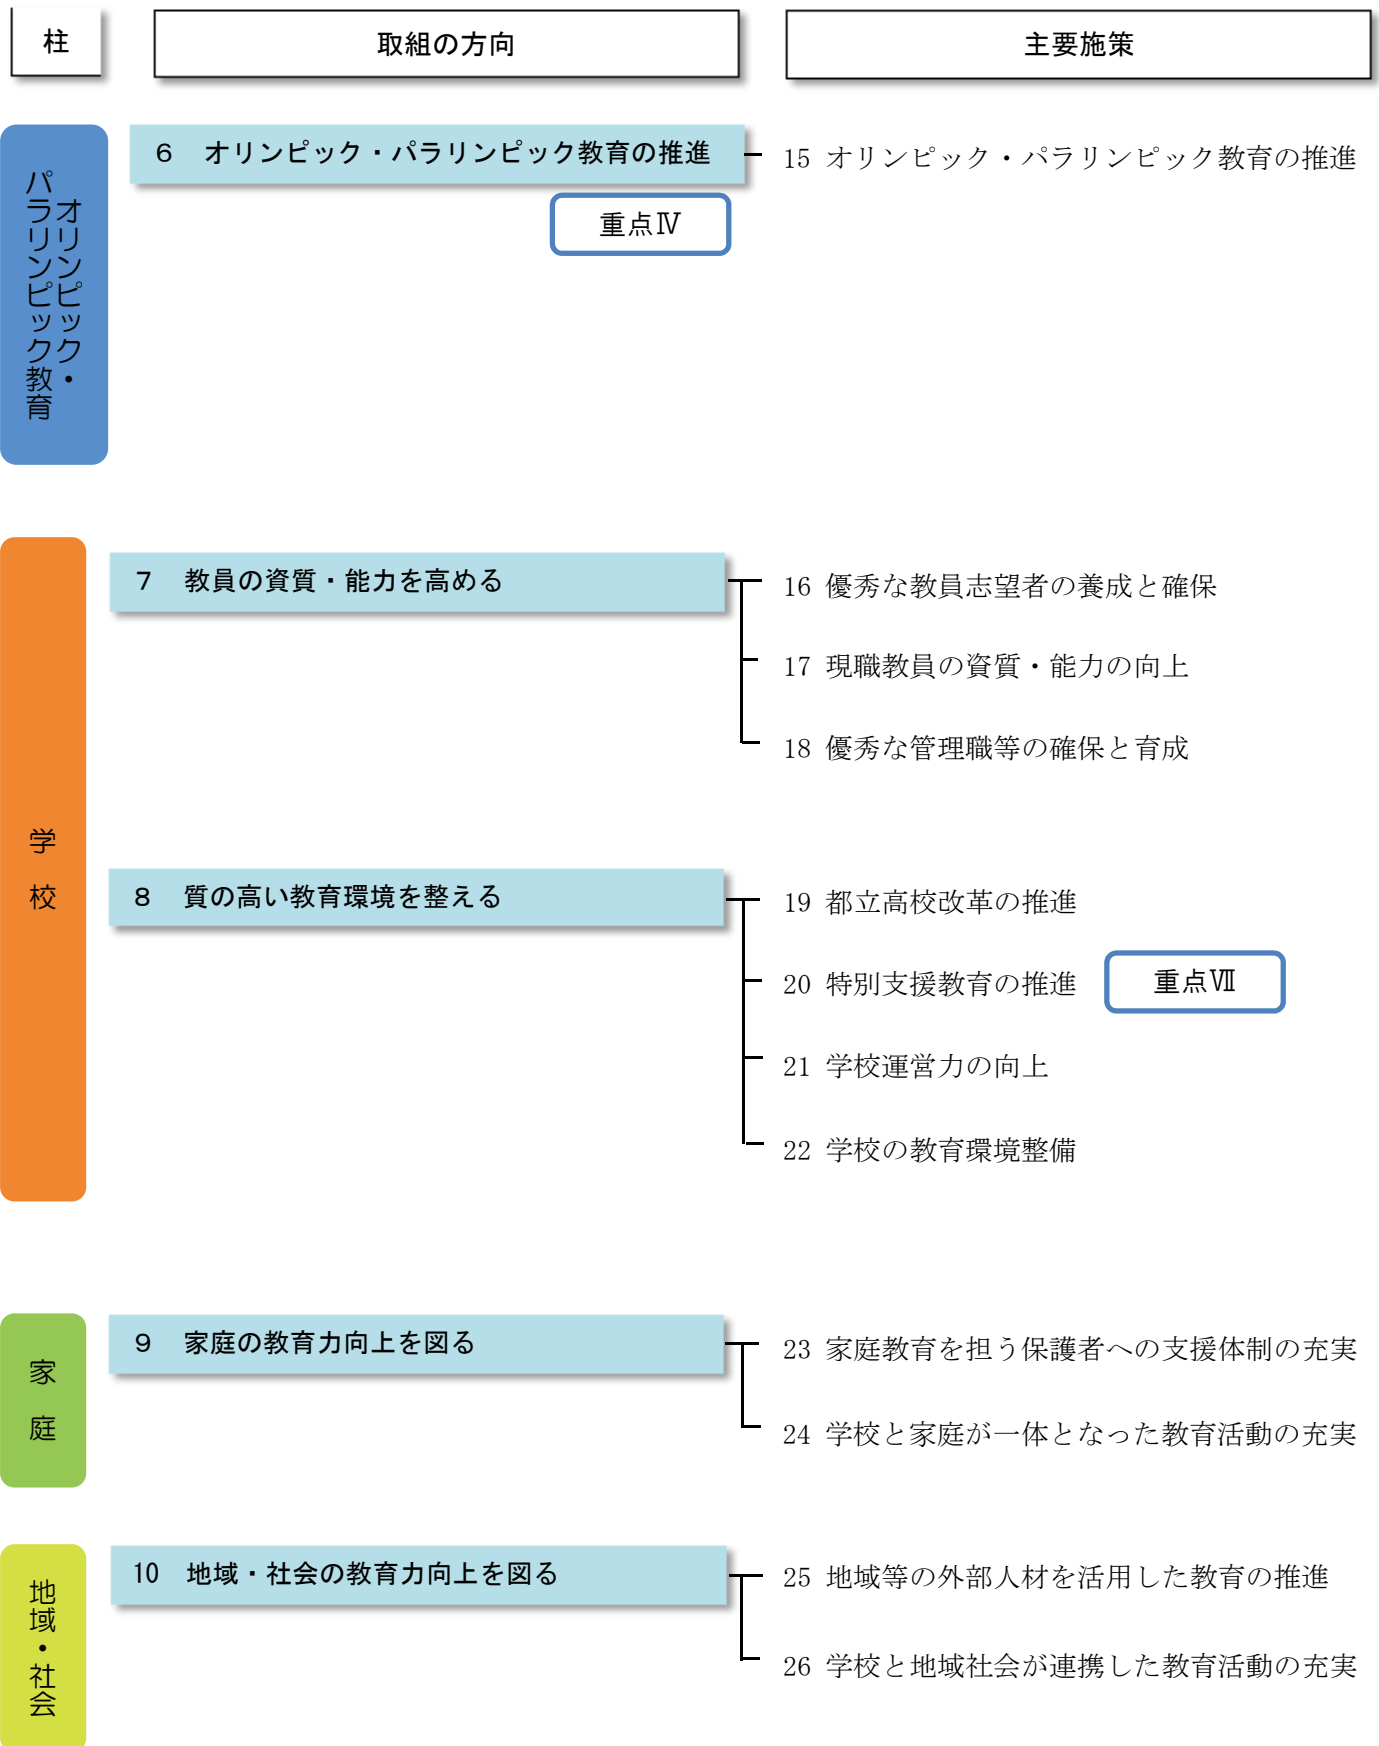 柱
取組の方向
主要施策
オリンピック・
パラリンピック教育
6 オリンピック・パラリンピック教育の推進
重点Ⅳ
15 オリンピック・パラリンピック教育の推進
学校
7 教員の資質・能力を高める
16 優秀な教員志望者の養成と確保
17 現職教員の資質・能力の向上
18 優秀な管理職等の確保と育成
8 質の高い教育環境を整える
19 都立高校改革の推進
20 特別支援教育の推進
重点Ⅶ
21 学校運営力の向上
22 学校の教育環境整備
家庭
9 家庭の教育力向上を図る
23 家庭教育を担う保護者への支援体制の充実
24 学校と家庭が一体となった教育活動の充実
地域・社会
10 地域・社会の教育力向上を図る
25 地域等の外部人材を活用した教育の推進
26 学校と地域社会が連携した教育活動の充実